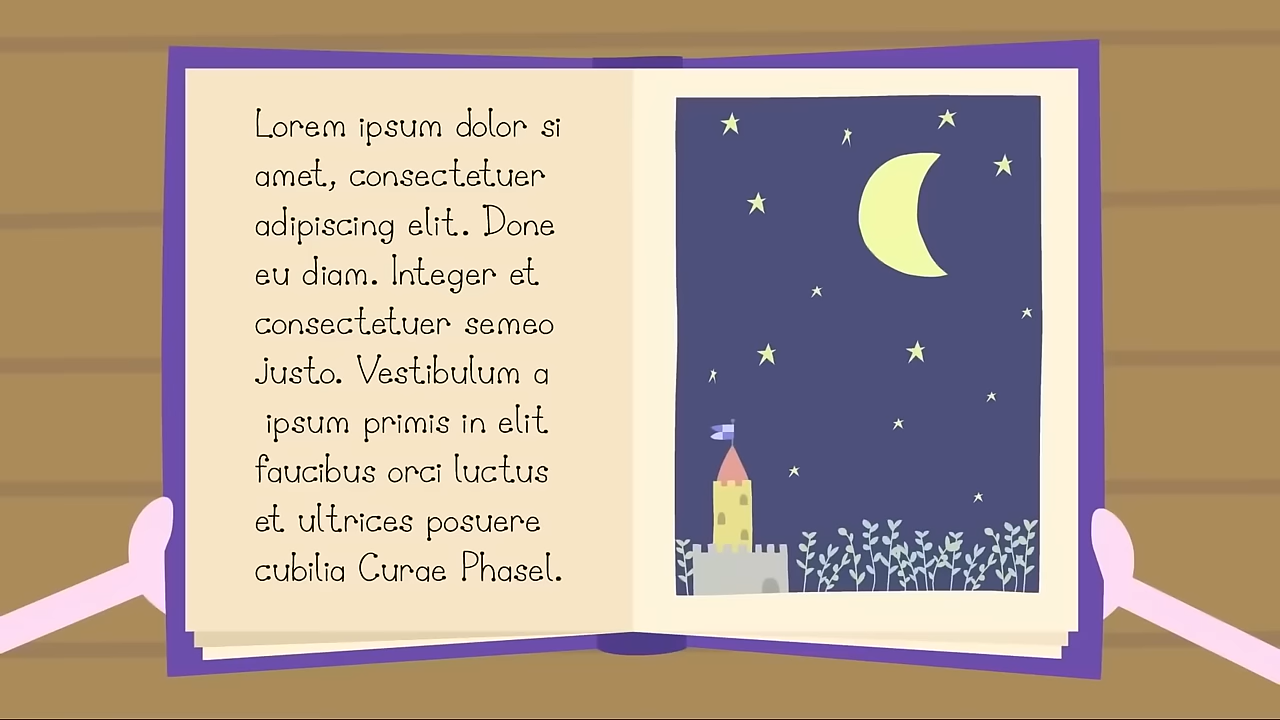 Lorem ipsum dolor si
amet, consectetuer
adipiscing elit. Done
eu diam. Integer et
consectetuer semeo
justo. Vestibulum a
ipsum primis in elit
faucibus orci luctus
et ultrices posuere
cubilia Curae Phasel.